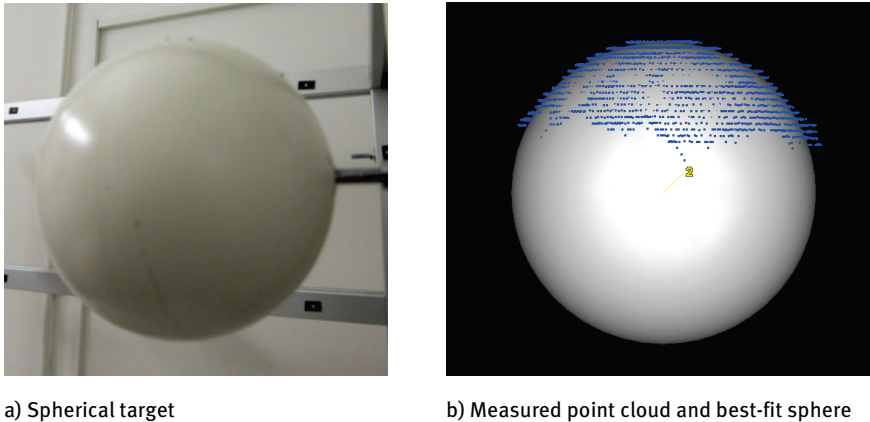 2
a) Spherical target
b) Measured point cloud and best-fit sphere